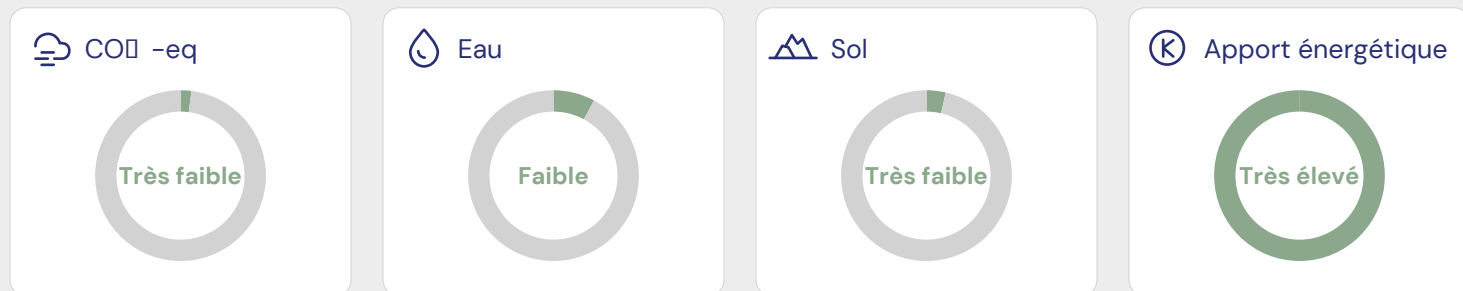 CO▯ -eq
Très faible
Eau
Faible
Sol
Très faible
Apport énergétique
Très élevé